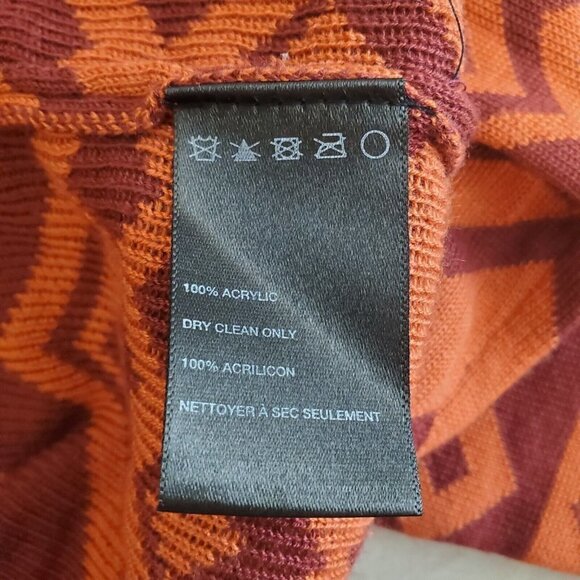 100% ACRYLIC
DRY CLEAN ONLY
100% ACRILICON
NETTOYER À SEC SEULEMENT